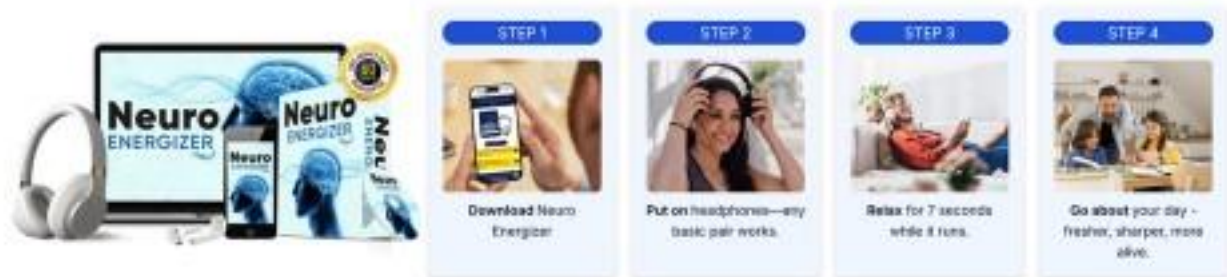 Neuro
ENERGIZER
Neuro
ENERGIZER
Neuro
STEP 1
Download Neuro
Energizer
STEP 2
Put on headphones—any
basic pair works.
STEP 3
Relax for 7 seconds
while it runs.
STEP 4
Go about your day -
fresher, sharper, more
alive.